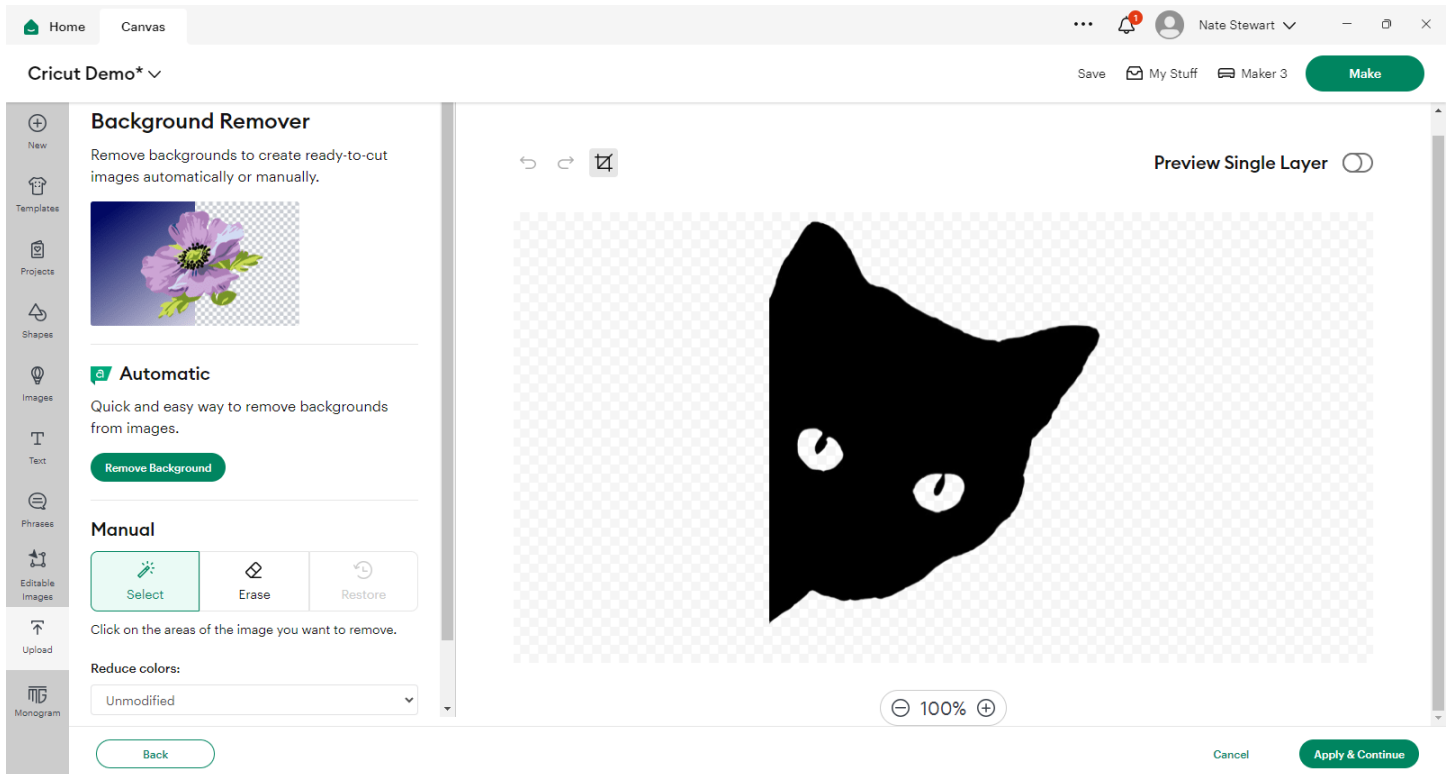 Home
Canvas
1
Nate Stewart
Cricut Demo*
Save
My Stuff
Maker 3
Make
New
Templates
Projects
Shapes
Images
Text
Phrases
Editable
Images
Upload
Monogram
Background Remover
Remove backgrounds to create ready-to-cut
images automatically or manually.
a Automatic
Quick and easy way to remove backgrounds
from images.
Remove Background
Manual
Select
Erase
Restore
Click on the areas of the image you want to remove.
Reduce colors:
Unmodified
Preview Single Layer
100%
Back
Cancel
Apply & Continue